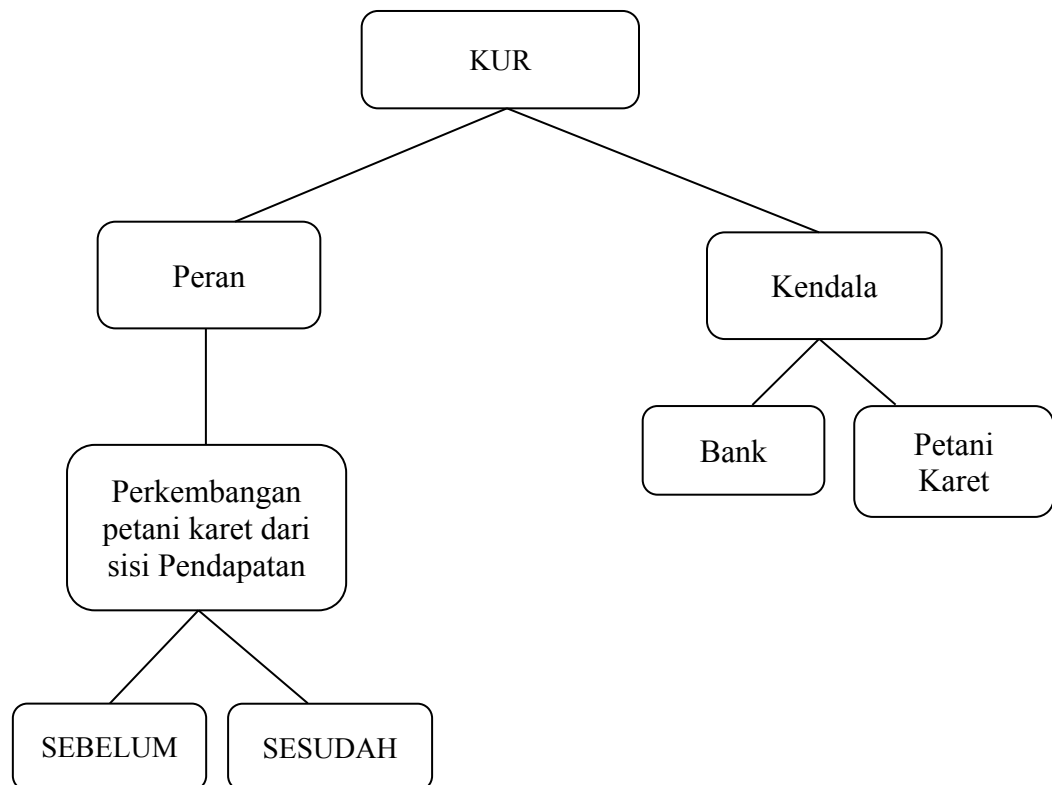 KUR
Peran
Kendala
Bank
Petani
Karet
Perkembangan
petani karet dari
sisi Pendapatan
SEBELUM
SESUDAH